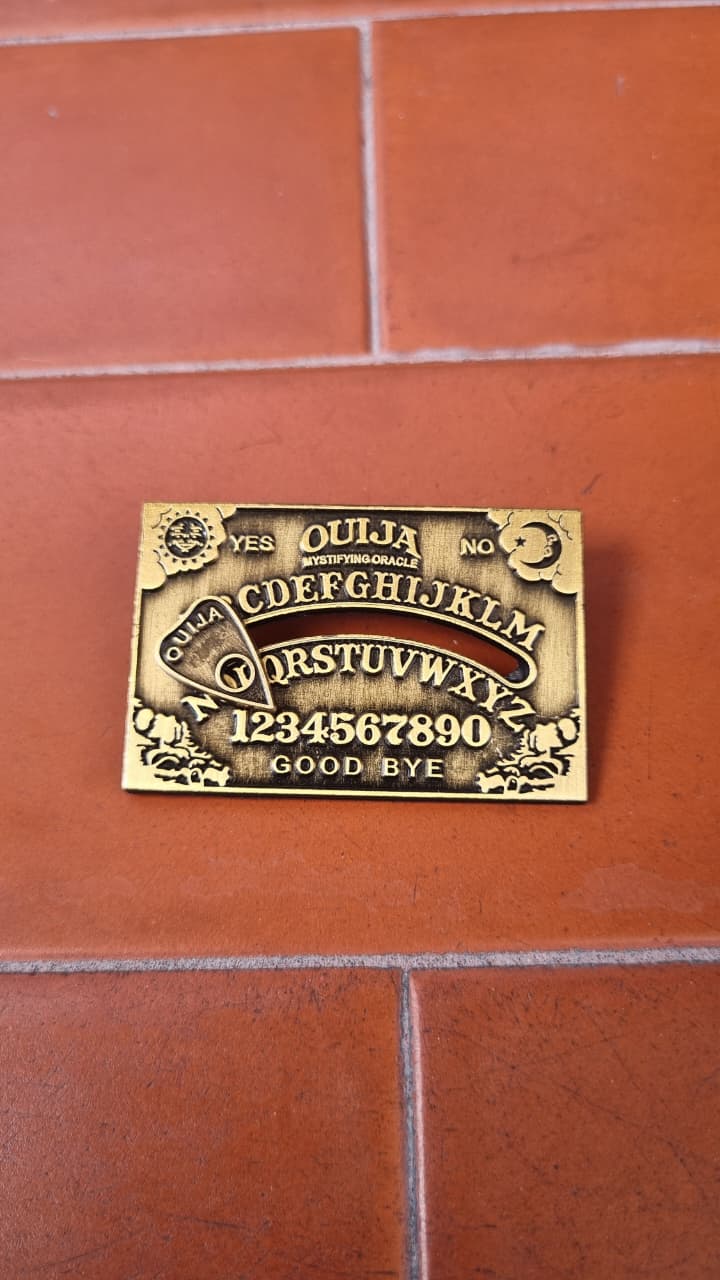 YES OUIJA NO
MYSTIFYING ORACLE
CDEFGHIJKLM
OUIJA
N QRSTUVWXYZ
1234567890
GOOD BYE